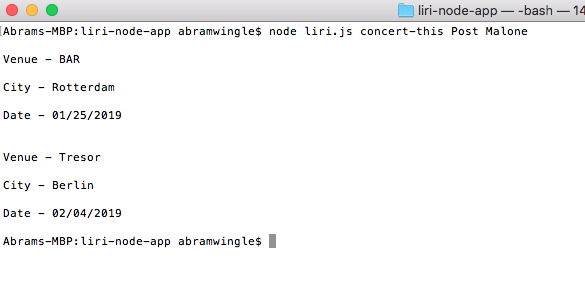 liri-node-app — -bash — 14
[Abrams-MBP:liri-node-app abramwingle$ node liri.js concert-this Post Malone
Venue - BAR
City - Rotterdam
Date - 01/25/2019
Venue - Tresor
City - Berlin
Date - 02/04/2019
Abrams-MBP:liri-node-app abramwingle$